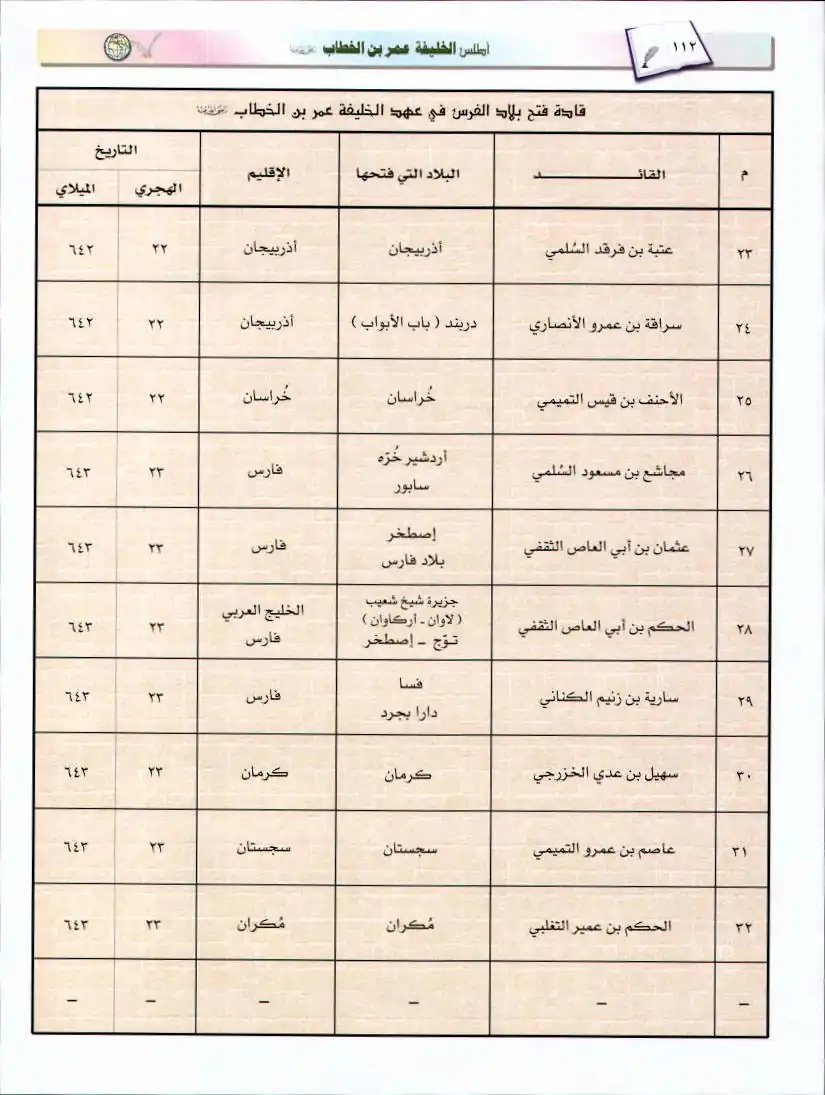 ١١٢
أطلس الخليفة عمر بن الخطاب
قادة فتح بلاد الفرس في عهد الخليفة عمر بن الخطاب
م القائـــــد البلاد التي فتحها الإقليم التاريخ
الهجري الميلاي
٢٣ عتبة بن فرقد السُلمي أذربيجان أذربيجان ٢٢ ٦٤٢
٢٤ سراقة بن عمرو الأنصاري دربند ( باب الأبواب ) أذربيجان ٢٢ ٦٤٢
٢٥ الأحنف بن قيس التميمي خُراسان خُراسان ٢٢ ٦٤٢
٢٦ مجاشع بن مسعود السُلمي أردشير خُرّه فارس ٢٣ ٦٤٣
سابور
٢٧ عثمان بن أبي العاص الثقفي إصطخر فارس ٢٣ ٦٤٣
بلاد فارس
٢٨ الحكم بن أبي العاص الثقفي جزيرة شيخ شعيب الخليج العربي ٢٣ ٦٤٣
( لاوان - أركاوان )
توّج - إصطخر فارس
٢٩ سارية بن زنيم الكناني فسا فارس ٢٣ ٦٤٣
دارا بجرد
٣٠ سهيل بن عدي الخزرجي كرمان كرمان ٢٣ ٦٤٣
٣١ عاصم بن عمرو التميمي سجستان سجستان ٢٣ ٦٤٣
٣٢ الحكم بن عمير التغلبي مُكران مُكران ٢٣ ٦٤٣
– – – – – –